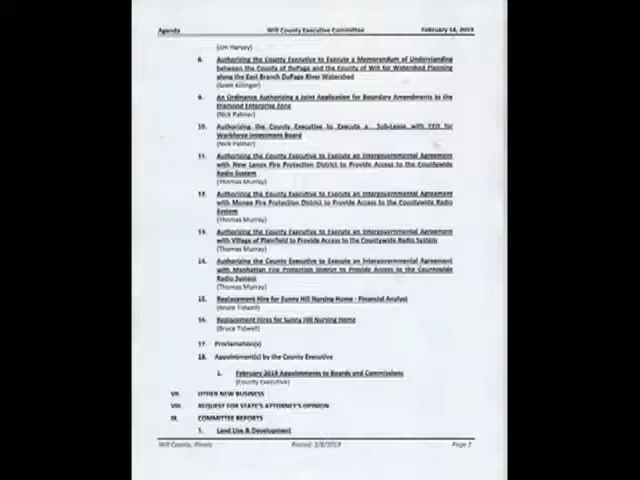 Agenda Will County Executive Committee February 14, 2019
(Jim Harvey)
8. Authorizing the County Executive to Execute a Memorandum of Understanding
between the County of DuPage and the County of Will for Watershed Planning
along the East Branch DuPage River Watershed
9. An Ordinance Authorizing a Joint Application for Boundary Amendments to the
Diamond Enterprise Zone
(Nick Palmer)
10. Authorizing the County Executive to Execute a Sub-Lease with CED for
Workforce Investment Board
(Nick Palmer)
11. Authorizing the County Executive to Execute an Intergovernmental Agreement
with New Lenox Fire Protection District to Provide Access to the Countywide
Radio System
(Thomas Murray)
12. Authorizing the County Executive to Execute an Intergovernmental Agreement
with Monee Fire Protection District to Provide Access to the Countywide Radio
System
(Thomas Murray)
13. Authorizing the County Executive to Execute an Intergovernmental Agreement
with Village of Plainfield to Provide Access to the Countywide Radio System
(Thomas Murray)
14. Authorizing the County Executive to Execute an Intergovernmental Agreement
with Manhattan Fire Protection District to Provide Access to the Countywide
Radio System
(Thomas Murray)
15. Replacement Hire for Sunny Hill Nursing Home - Financial Analyst
(Bruce Tidwell)
16. Replacement Hires for Sunny Hill Nursing Home
(Bruce Tidwell)
17. Proclamation(s)
18. Appointment(s) by the County Executive
1. February 2019 Appointments to Boards and Commissions
(County Executive)
VII. OTHER NEW BUSINESS
VIII. REQUEST FOR STATE'S ATTORNEY'S OPINION
IX. COMMITTEE REPORTS
1. Land Use & Development
Will County, Illinois Posted: 2/8/2019 Page 2